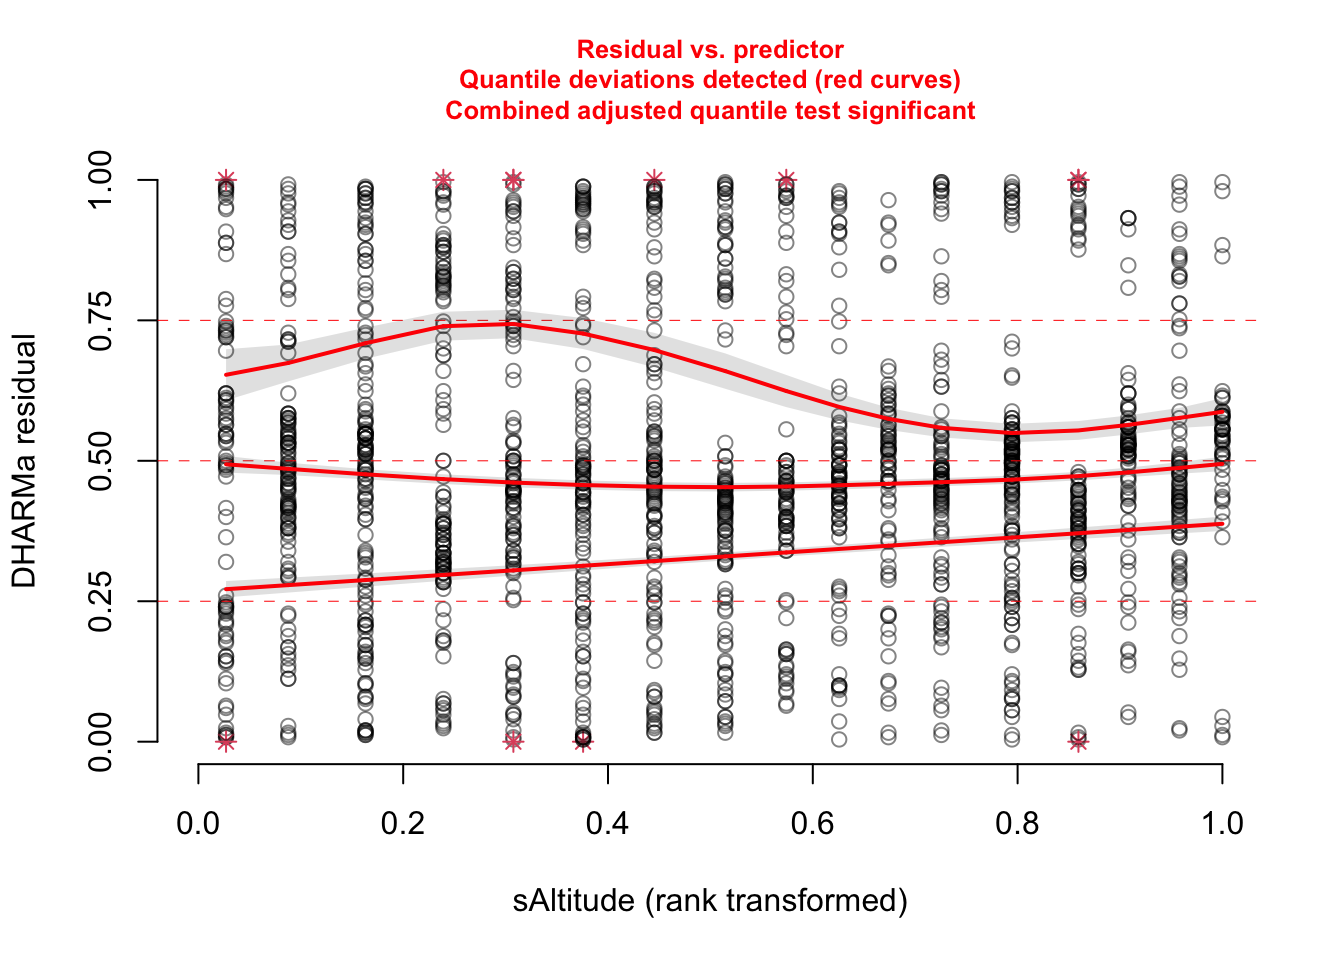 Residual vs. predictor
Quantile deviations detected (red curves)
Combined adjusted quantile test significant
1.00
0.75
0.50
0.25
0.00
DHARMa residual
0.0 0.2 0.4 0.6 0.8 1.0
sAltitude (rank transformed)